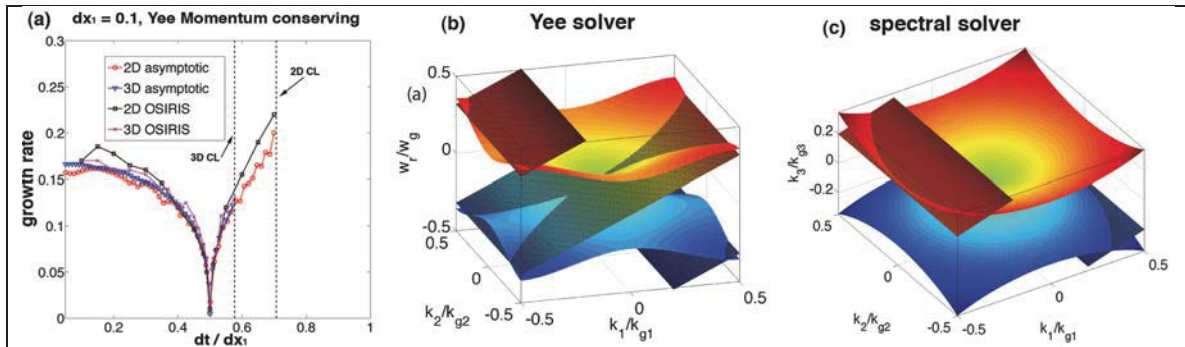 (a) dx₁ = 0.1, Yee Momentum conserving
growth rate
0.3
0.25
0.2
0.15
0.1
0.05
0
0.2
0.4
0.6
0.8
1
dt / dx₁
2D asymptotic
3D asymptotic
2D OSIRIS
3D OSIRIS
3D CL
2D CL
(b) Yee solver
(a)
w_r/w_g
0.5
0
-0.5
0.5
0
-0.5
k₂/k_g2
-0.5
0
0.5
k₁/k_g1
(c) spectral solver
k₃/k_g3
0.2
0
-0.2
0.5
0
-0.5
k₂/k_g2
-0.5
0
0.5
k₁/k_g1